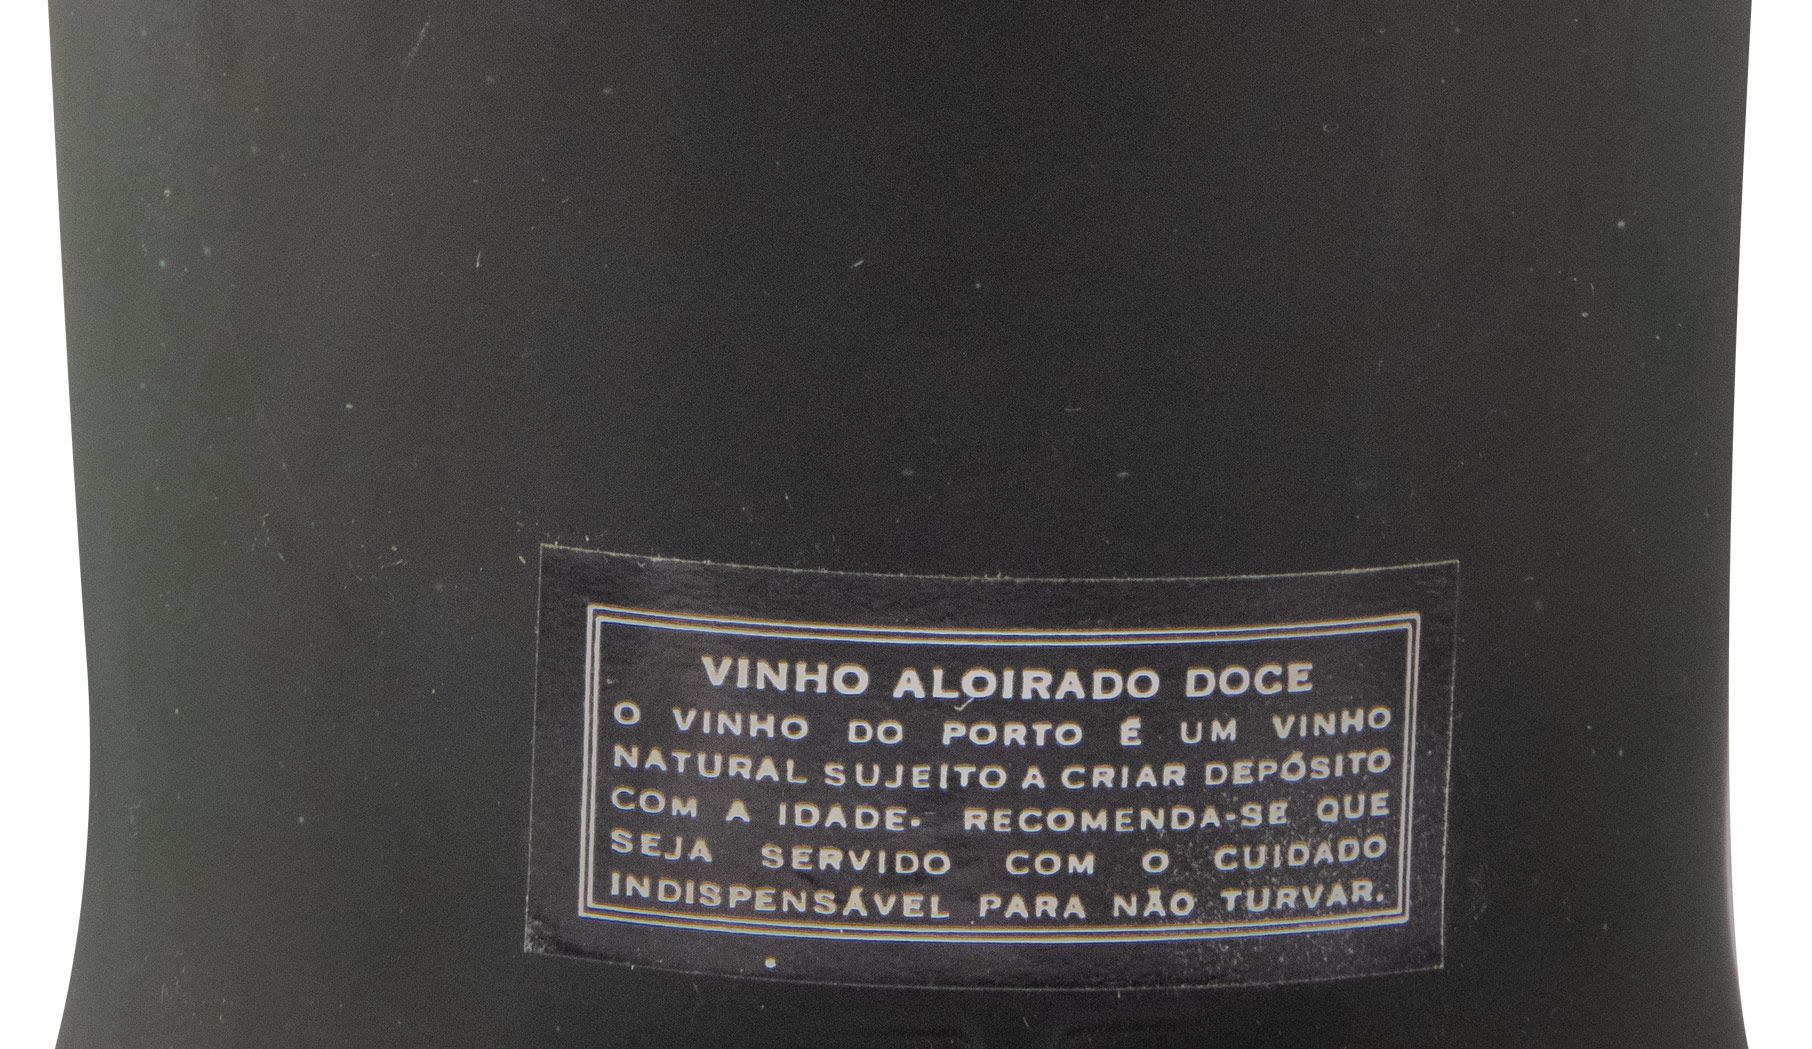 VINHO ALOIRADO DOCE
O VINHO DO PORTO É UM VINHO
NATURAL SUJEITO A CRIAR DEPÓSITO
COM A IDADE. RECOMENDA-SE QUE
SEJA SERVIDO COM O CUIDADO
INDISPENSÁVEL PARA NÃO TURVAR.